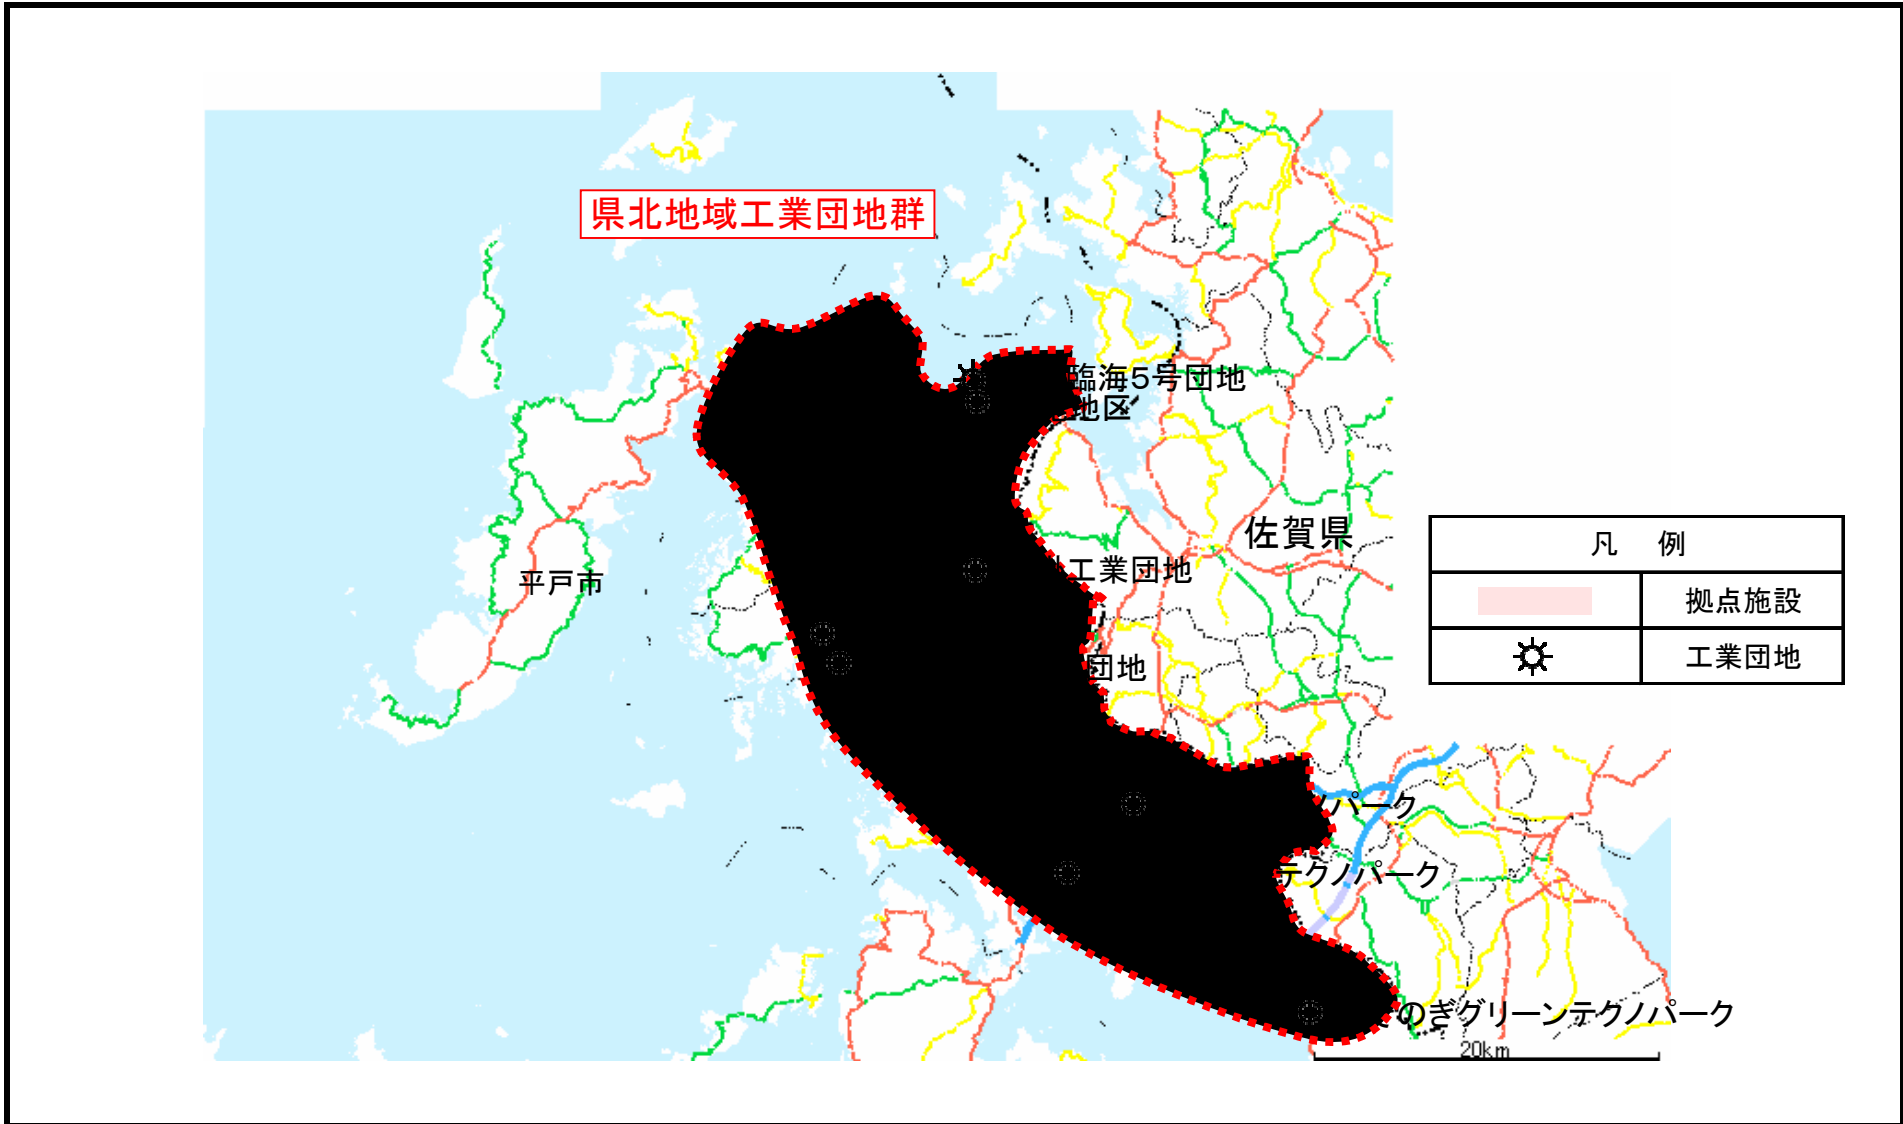 県北地域工業団地群
臨海5号団地
地区
佐賀県
工業団地
平戸市
団地
凡 例
拠点施設
工業団地
パーク
テクノパーク
のぎグリーンテクノパーク
20km